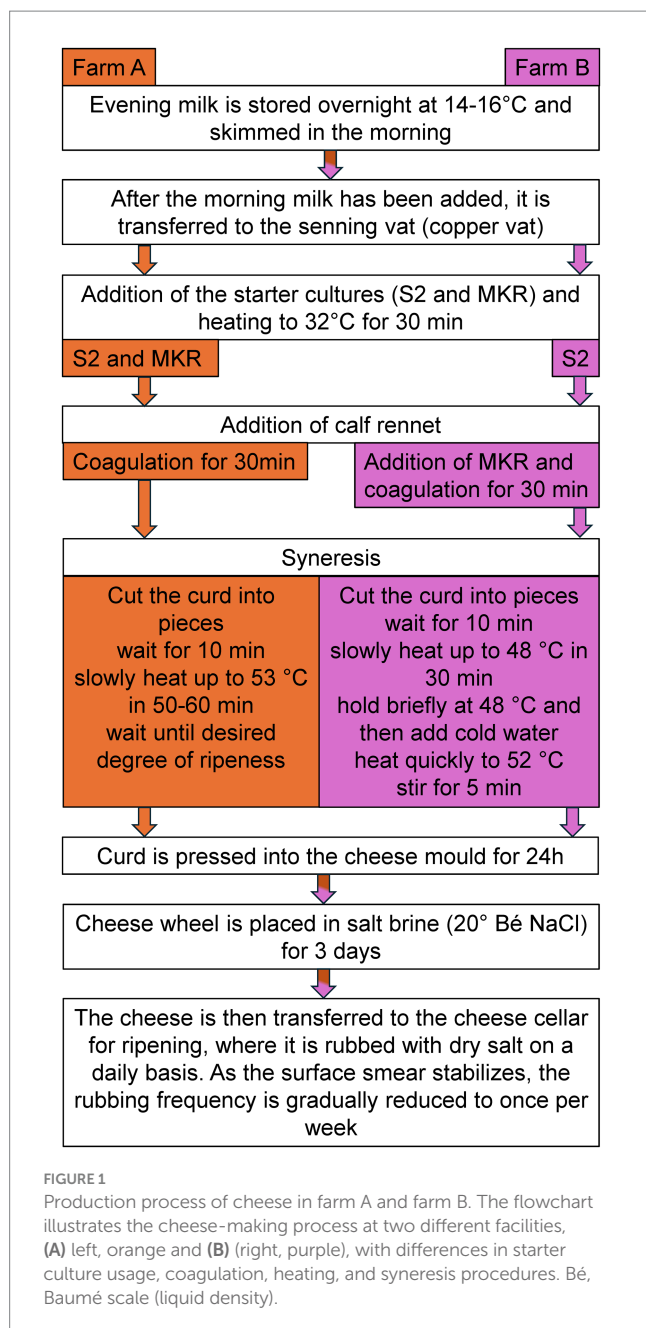 Farm A
Farm B
Evening milk is stored overnight at 14-16°C and
skimmed in the morning
After the morning milk has been added, it is
transferred to the senning vat (copper vat)
Addition of the starter cultures (S2 and MKR) and
heating to 32°C for 30 min
S2 and MKR
S2
Addition of calf rennet
Coagulation for 30min
Addition of MKR and
coagulation for 30 min
Syneresis
Cut the curd into
pieces
wait for 10 min
slowly heat up to 53 °C
in 50-60 min
wait until desired
degree of ripeness
Cut the curd into pieces
wait for 10 min
slowly heat up to 48 °C in
30 min
hold briefly at 48 °C and
then add cold water
heat quickly to 52 °C
stir for 5 min
Curd is pressed into the cheese mould for 24h
Cheese wheel is placed in salt brine (20° Bé NaCl)
for 3 days
The cheese is then transferred to the cheese cellar
for ripening, where it is rubbed with dry salt on a
daily basis. As the surface smear stabilizes, the
rubbing frequency is gradually reduced to once per
week
FIGURE 1
Production process of cheese in farm A and farm B. The flowchart
illustrates the cheese-making process at two different facilities,
(A) left, orange and (B) (right, purple), with differences in starter
culture usage, coagulation, heating, and syneresis procedures. Bé,
Baumé scale (liquid density).